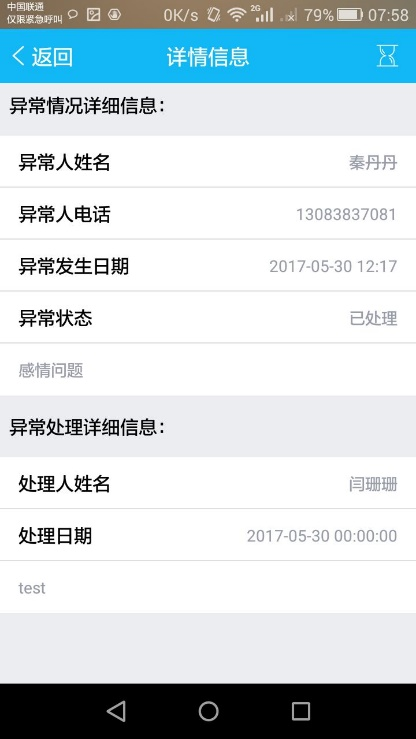 中国联通
仅限紧急呼叫
0K/s 2G 79% 07:58
返回 详情信息
异常情况详细信息：
异常人姓名 秦丹丹
异常人电话 13083837081
异常发生日期 2017-05-30 12:17
异常状态 已处理
感情问题
异常处理详细信息：
处理人姓名 闫珊珊
处理日期 2017-05-30 00:00:00
test